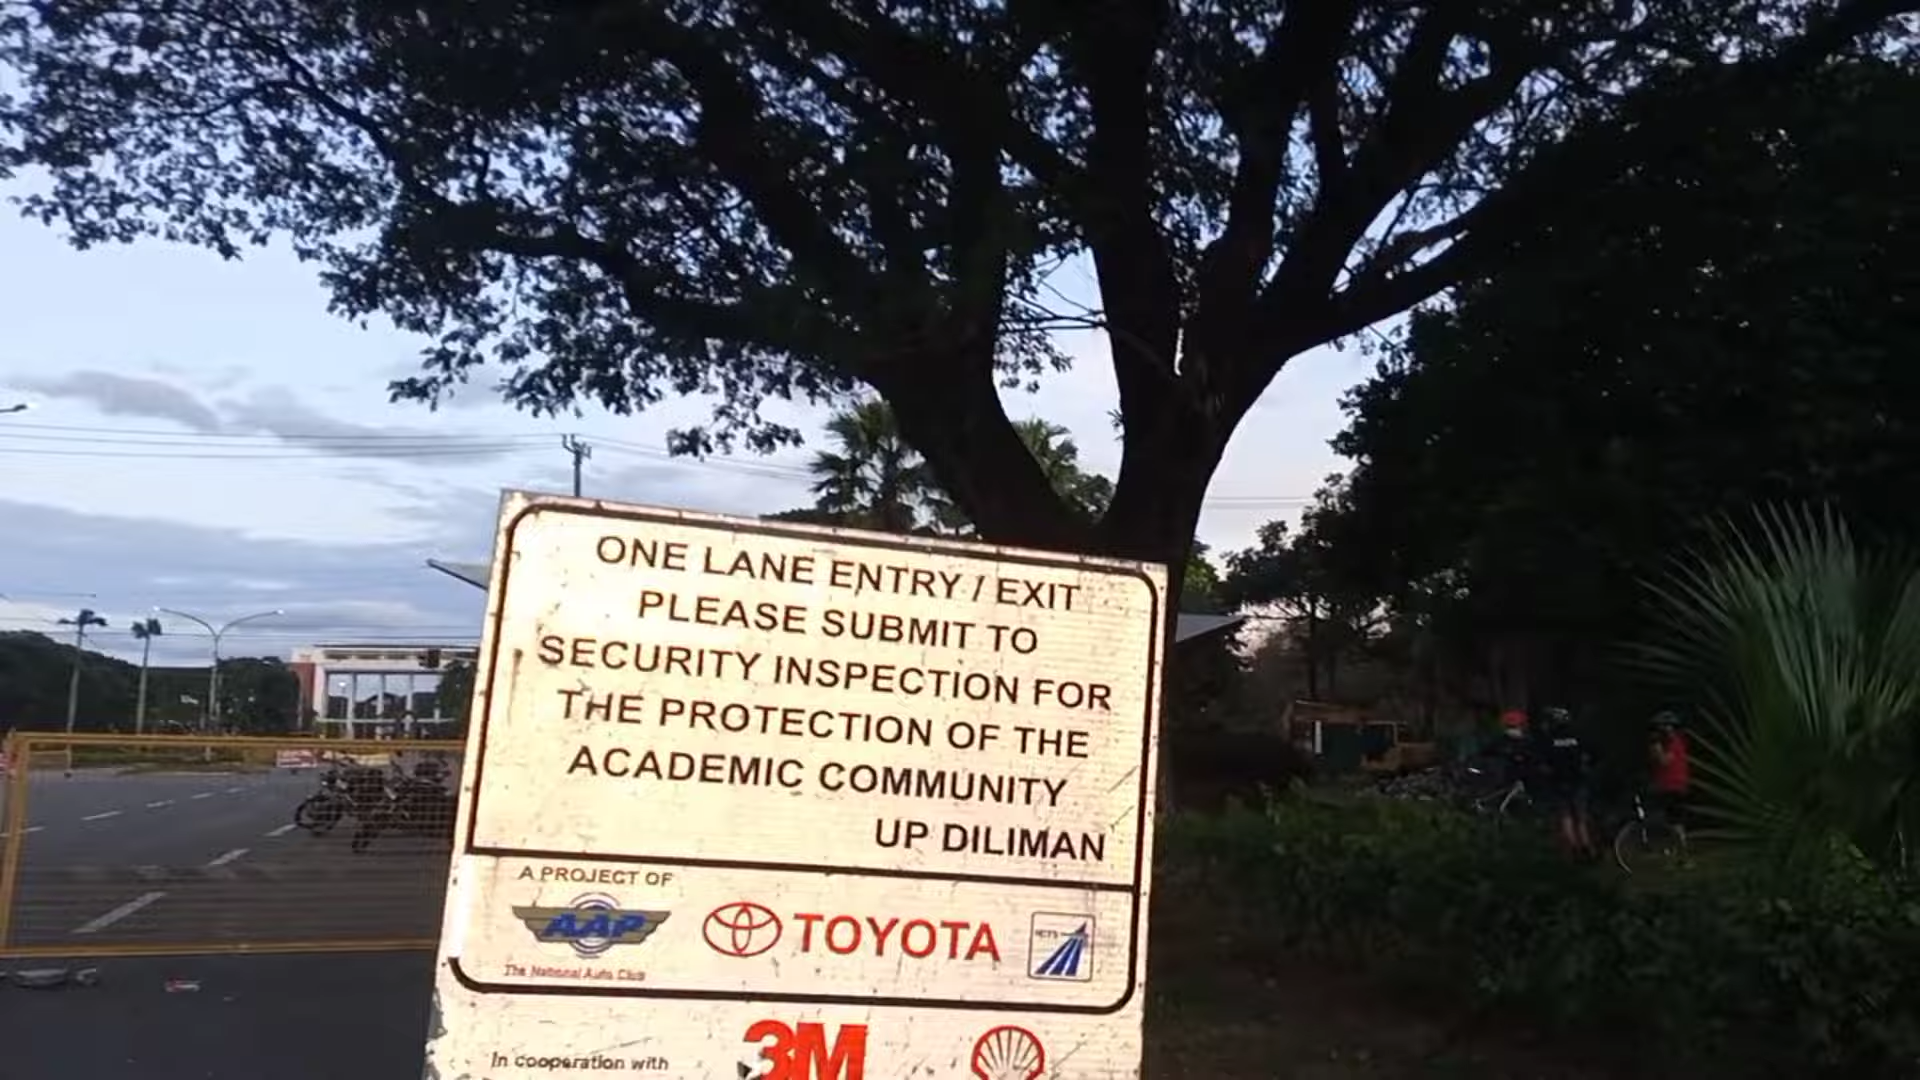 ONE LANE ENTRY / EXIT
PLEASE SUBMIT TO
SECURITY INSPECTION FOR
THE PROTECTION OF THE
ACADEMIC COMMUNITY
UP DILIMAN
A PROJECT OF
AAP
The National Auto Club
TOYOTA
In cooperation with
3M